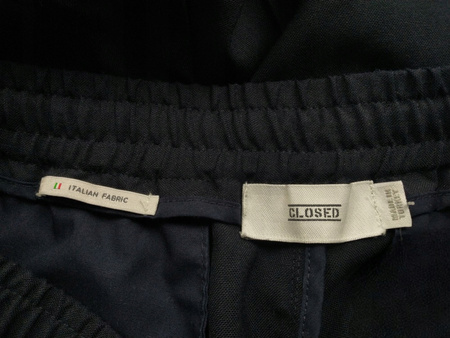 ITALIAN FABRIC
CLOSED
MADE IN
TURKEY